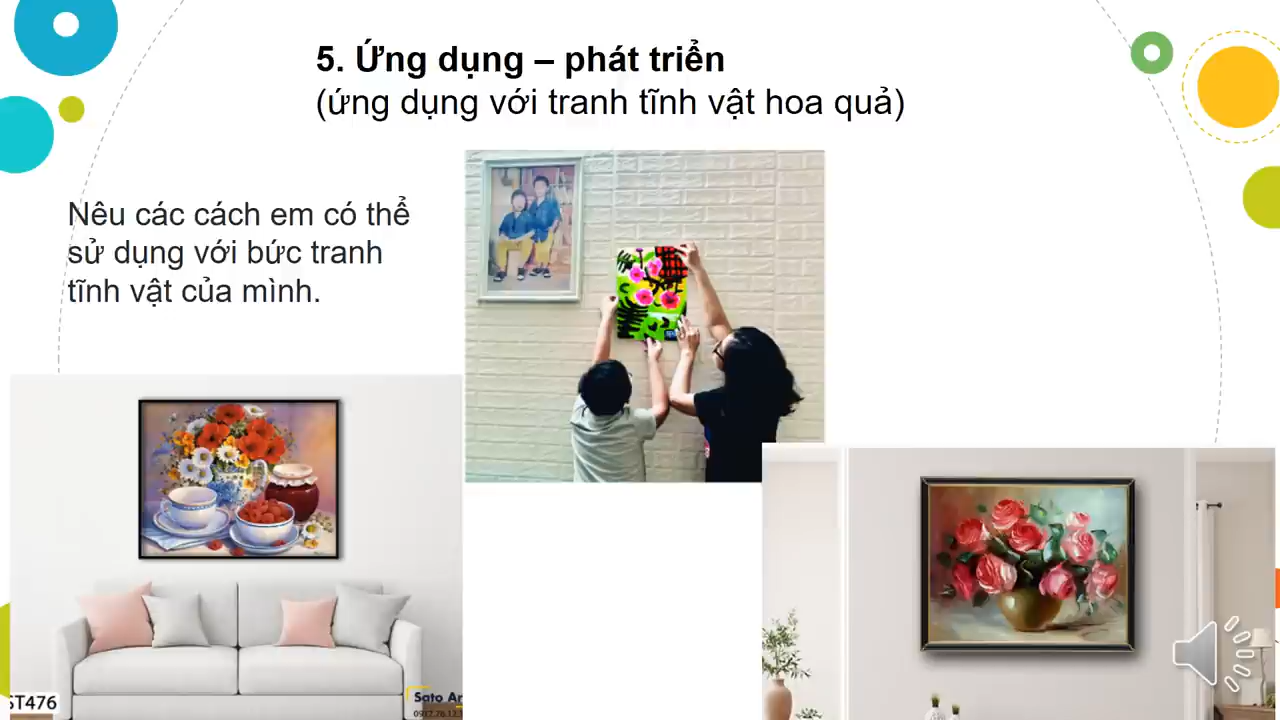 5. Ứng dụng – phát triển
(ứng dụng với tranh tĩnh vật hoa quả)
Nêu các cách em có thể
sử dụng với bức tranh
tĩnh vật của mình.
ST476
Sato Ar